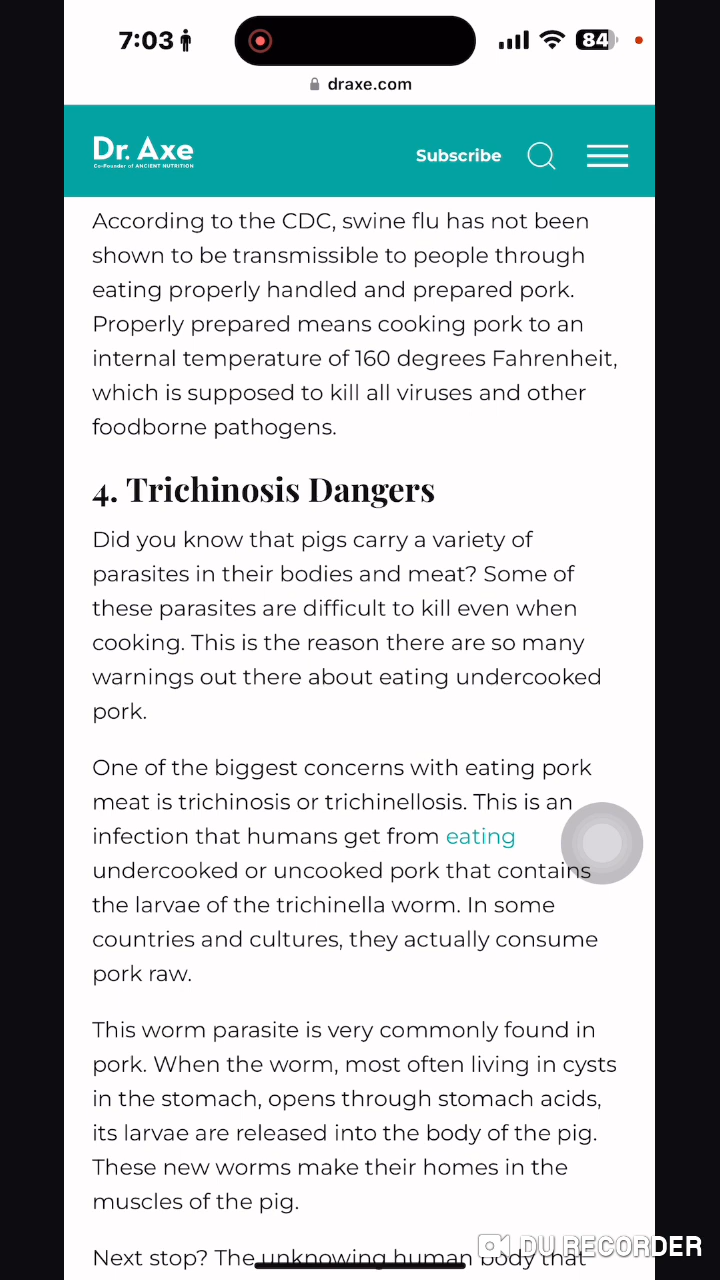 7:03
84
draxe.com
Dr. Axe
Co-Founder of ANCIENT NUTRITION
Subscribe
According to the CDC, swine flu has not been
shown to be transmissible to people through
eating properly handled and prepared pork.
Properly prepared means cooking pork to an
internal temperature of 160 degrees Fahrenheit,
which is supposed to kill all viruses and other
foodborne pathogens.
4. Trichinosis Dangers
Did you know that pigs carry a variety of
parasites in their bodies and meat? Some of
these parasites are difficult to kill even when
cooking. This is the reason there are so many
warnings out there about eating undercooked
pork.
One of the biggest concerns with eating pork
meat is trichinosis or trichinellosis. This is an
infection that humans get from eating
undercooked or uncooked pork that contains
the larvae of the trichinella worm. In some
countries and cultures, they actually consume
pork raw.
This worm parasite is very commonly found in
pork. When the worm, most often living in cysts
in the stomach, opens through stomach acids,
its larvae are released into the body of the pig.
These new worms make their homes in the
muscles of the pig.
Next stop? The unknowing human body that
DU RECORDER